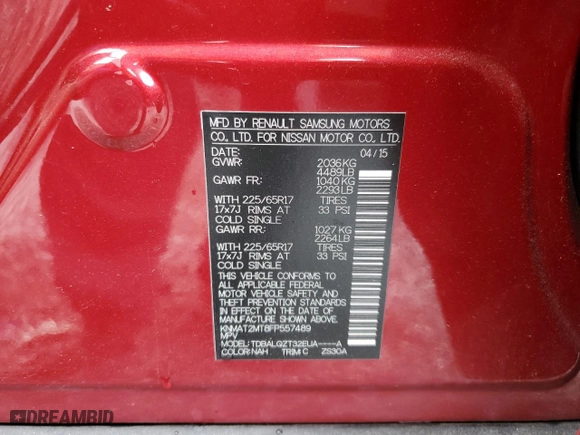 MFD BY RENAULT SAMSUNG MOTORS
CO., LTD. FOR NISSAN MOTOR CO., LTD.
DATE: 04/15
GVWR: 2036KG
4489LB
GAWR FR: 1040KG
2293LB
WITH 225/65R17 TIRES
17x7J RIMS AT 33 PSI
COLD SINGLE
GAWR RR: 1027KG
2264LB
WITH 225/65R17 TIRES
17x7J RIMS AT 33 PSI
COLD SINGLE
THIS VEHICLE CONFORMS TO
ALL APPLICABLE FEDERAL
MOTOR VEHICLE SAFETY AND
THEFT PREVENTION STANDARDS
IN EFFECT ON THE DATE OF
MANUFACTURE SHOWN ABOVE.
KNMAT2MT8FP557489
MPV
MODEL: TDBALGZT32EUA----A
COLOR:NAH TRIM:C ZS30A
DREAMBID